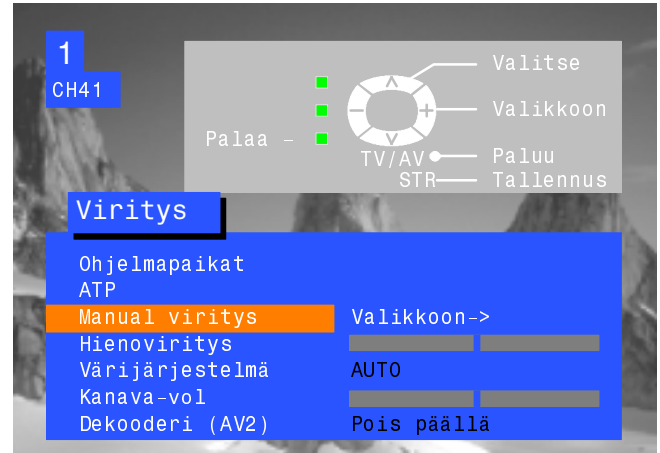 1
CH41
Valitse
Valikkoon
Palaa -
TV/AV Paluu
STR Tallennus
Viritys
Ohjelmapaikat
ATP
Manual viritys Valikkoon->
Hienoviritys
Värijärjestelmä AUTO
Kanava-vol
Dekooderi (AV2) Pois päällä